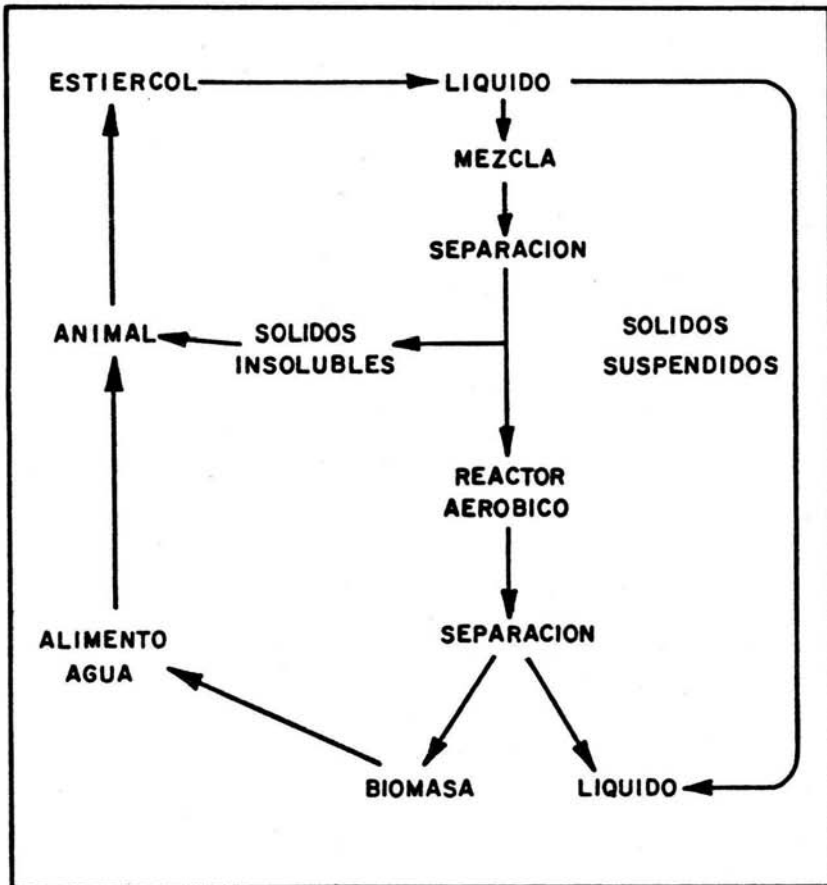 ESTIERCOL
LIQUIDO
MEZCLA
SEPARACION
ANIMAL
SOLIDOS
INSOLUBLES
SOLIDOS
SUSPENDIDOS
REACTOR
AEROBICO
ALIMENTO
AGUA
SEPARACION
BIOMASA
LIQUIDO